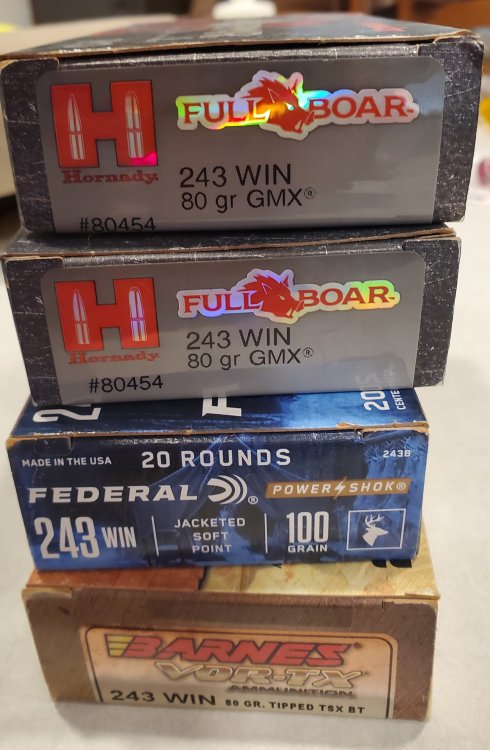 H FULL BOAR
Hornady
243 WIN
80 gr GMX®
#80454
H FULL BOAR
Hornady
243 WIN
80 gr GMX®
#80454
MADE IN THE USA 20 ROUNDS 243B
FEDERAL ® POWER SHOK®
243 WIN JACKETED SOFT POINT 100 GRAIN
BARNES®
VOR-TX
AMMUNITION
243 WIN 80 GR. TIPPED TSX BT